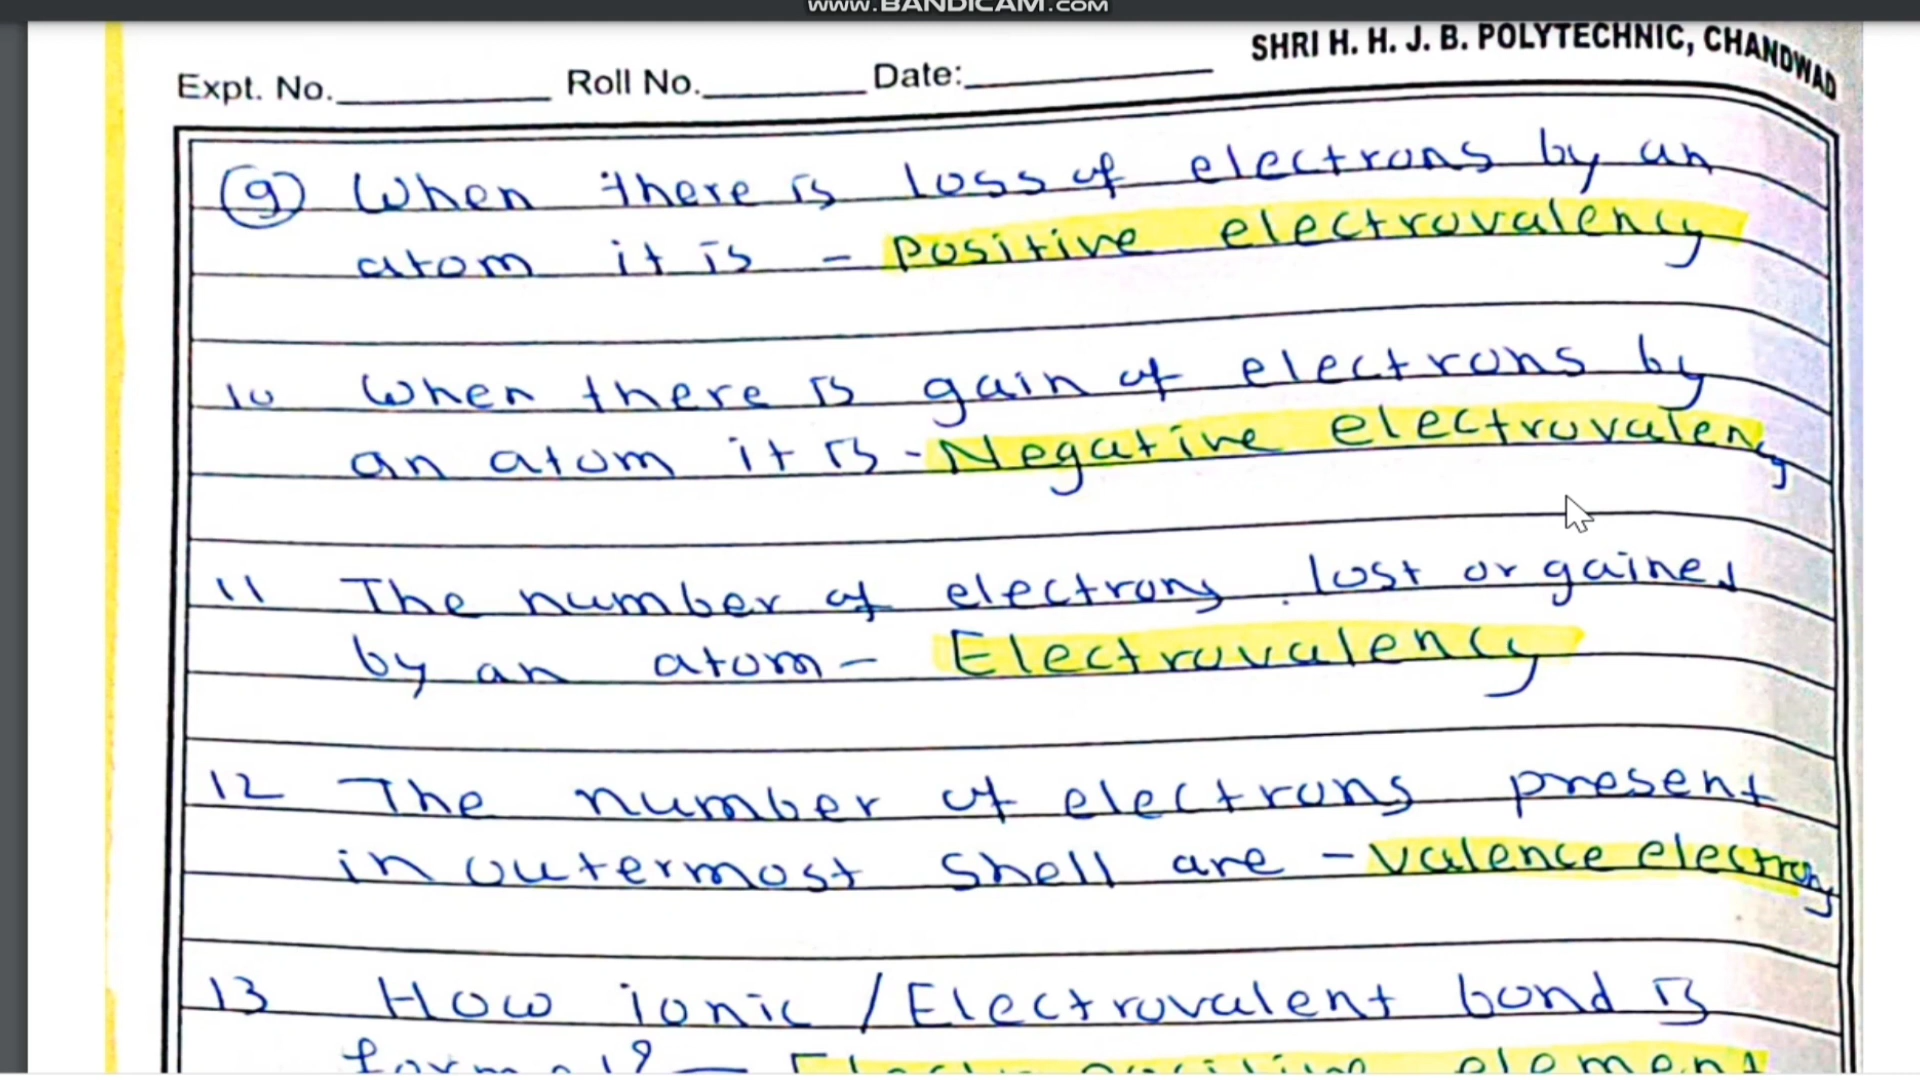 WWW.BANDICAM.COM
SHRI H. H. J. B. POLYTECHNIC, CHANDWAD
Expt. No. Roll No. Date:
9 When there is loss of electrons by an
atom it is - positive electrovalency
10 When there is gain of electrons by
an atom it is - Negative electrovalency
11 The number of electrons lost or gained
by an atom - Electrovalency
12 The number of electrons present
in outermost shell are - valence electrons
13 How ionic / Electrovalent bond is
formed? - Electropositive element